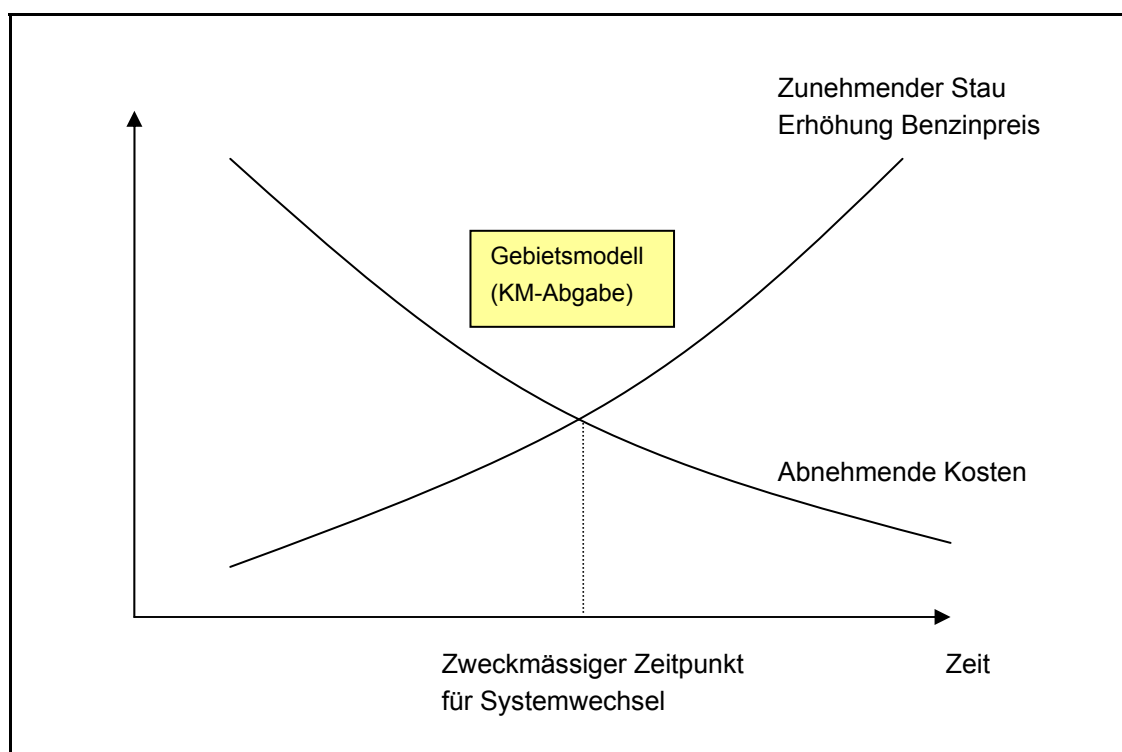 Zunehmender Stau
Erhöhung Benzinpreis
Gebietsmodell
(KM-Abgabe)
Abnehmende Kosten
Zweckmässiger Zeitpunkt
für Systemwechsel
Zeit